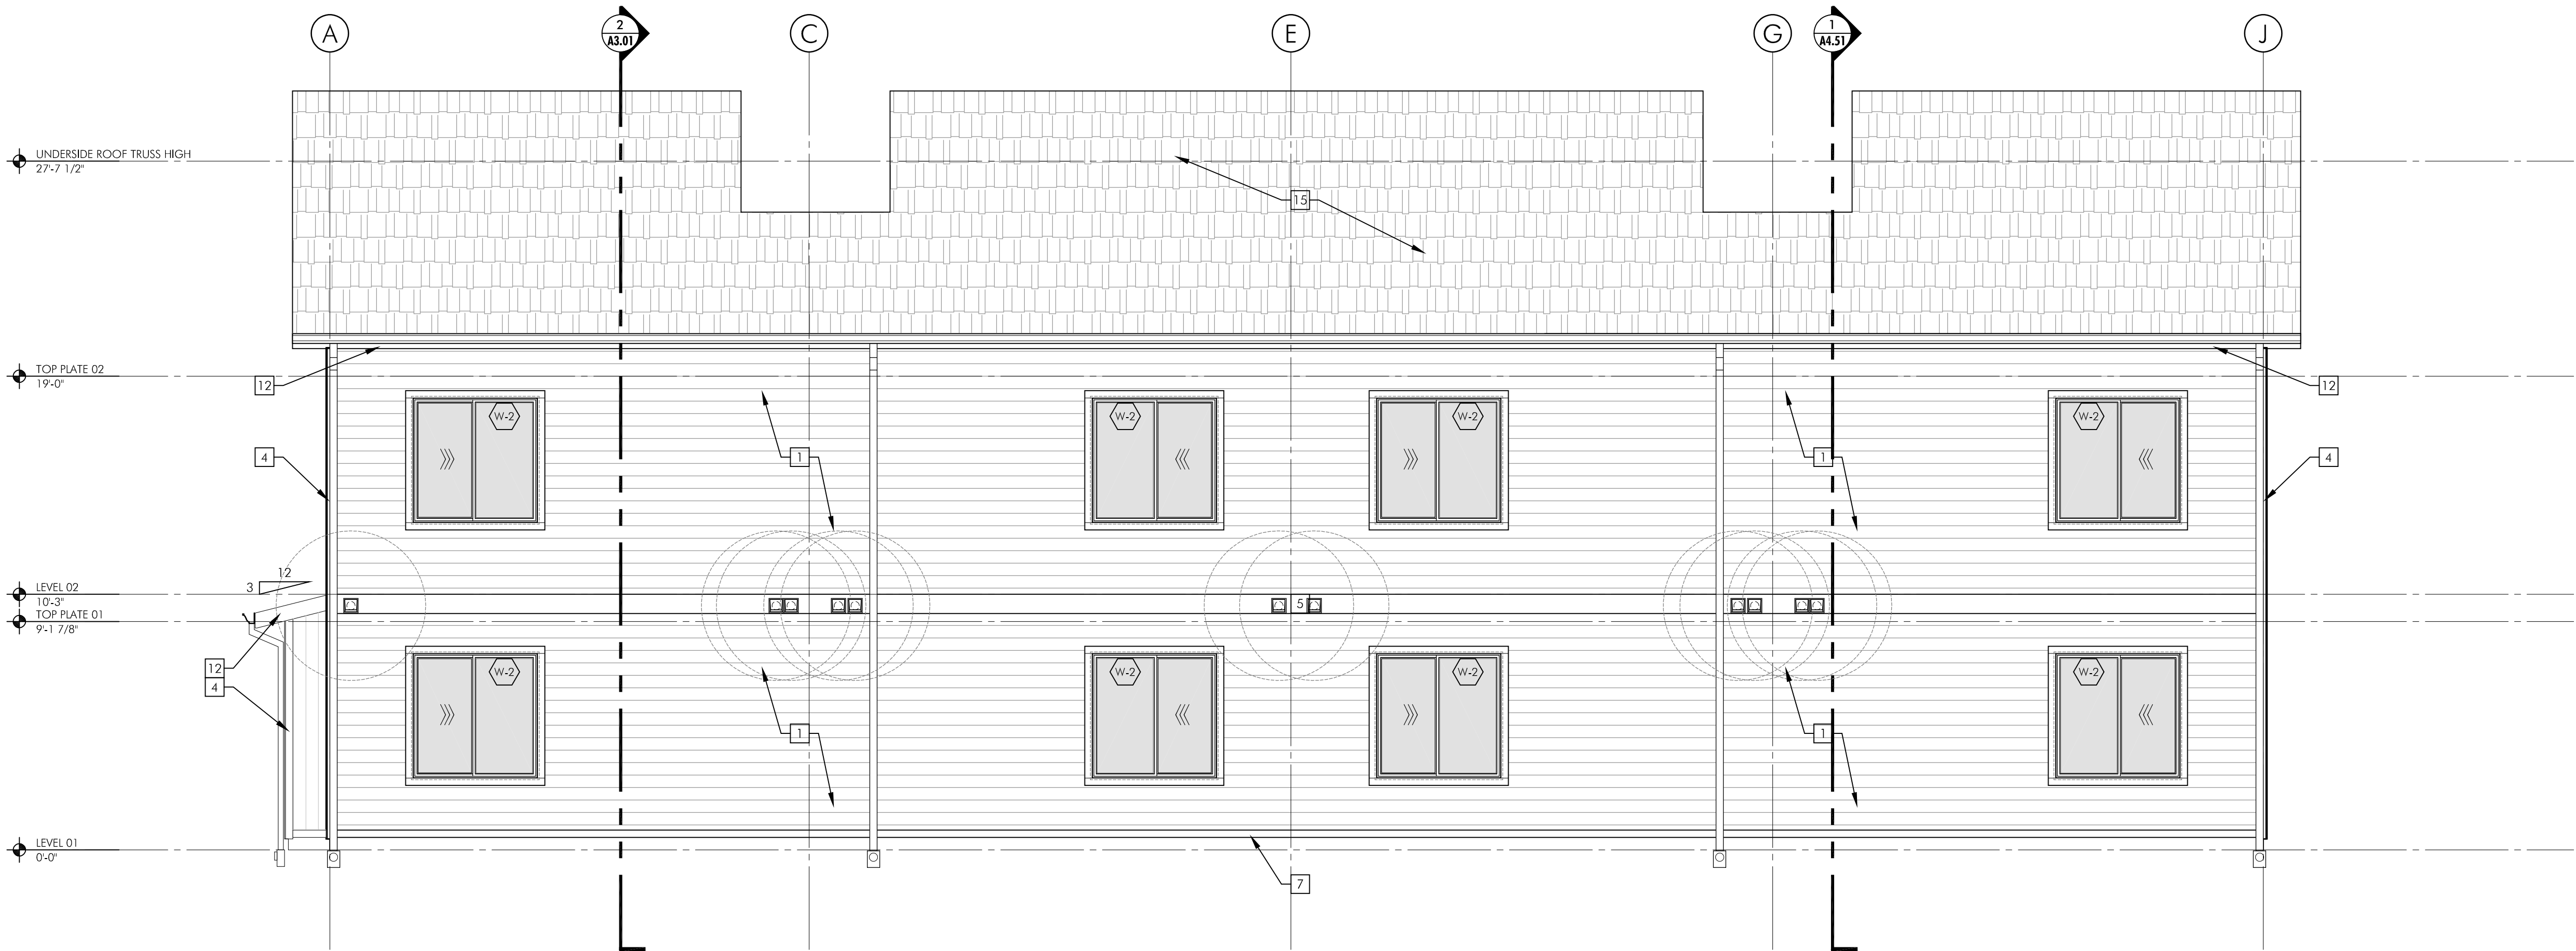 A
2
A3.01
C
E
G
1
A4.51
J
UNDERSIDE ROOF TRUSS HIGH
27'-7 1/2"
15
TOP PLATE 02
19'-0"
12
12
W-2
W-2
W-2
W-2
4
1
1
4
12
3
LEVEL 02
10'-3"
TOP PLATE 01
9'-1 7/8"
5
12
4
W-2
W-2
W-2
W-2
1
1
LEVEL 01
0'-0"
7